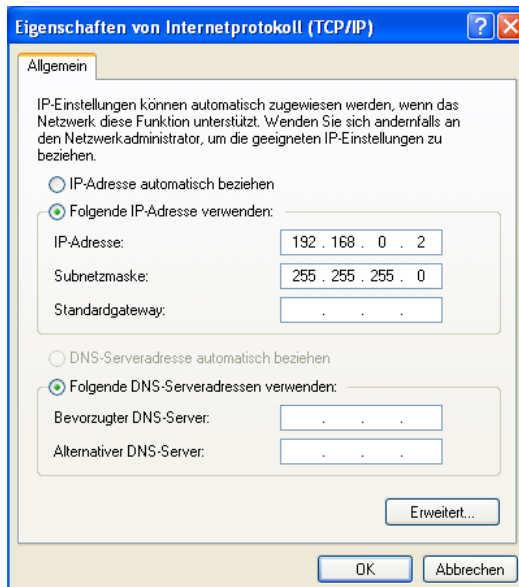 Eigenschaften von Internetprotokoll (TCP/IP)
Allgemein
IP-Einstellungen können automatisch zugewiesen werden, wenn das
Netzwerk diese Funktion unterstützt. Wenden Sie sich andernfalls an
den Netzwerkadministrator, um die geeigneten IP-Einstellungen zu
beziehen.
IP-Adresse automatisch beziehen
Folgende IP-Adresse verwenden:
IP-Adresse: 192 . 168 . 0 . 2
Subnetzmaske: 255 . 255 . 255 . 0
Standardgateway: . . .
DNS-Serveradresse automatisch beziehen
Folgende DNS-Serveradressen verwenden:
Bevorzugter DNS-Server: . . .
Alternativer DNS-Server: . . .
Erweitert...
OK Abbrechen